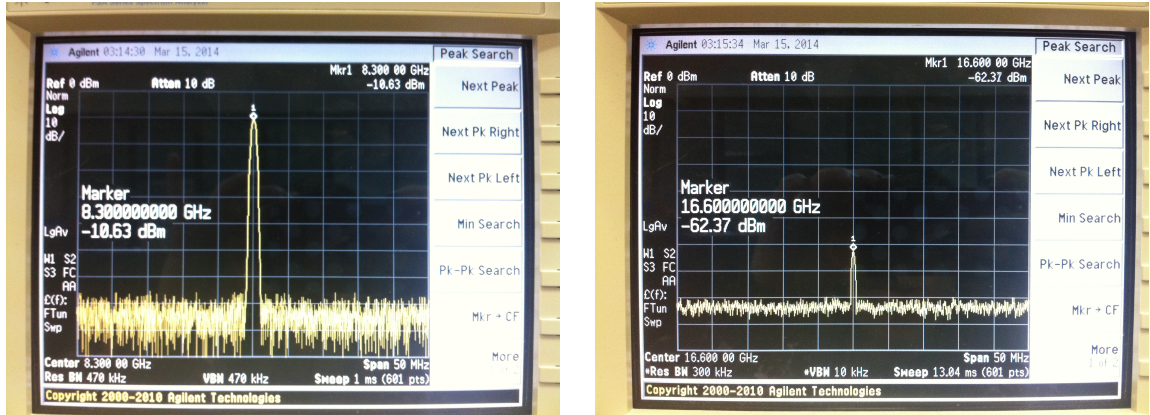 Agilent 03:14:30 Mar 15, 2014
Peak Search
Mkr1 8.300 00 GHz
Ref 0 dBm Atten 10 dB -10.63 dBm
Norm
Log
10
dB/
1
Marker
8.300000000 GHz
-10.63 dBm
LgAv
W1 S2
S3 FC
AA
£(f):
FTun
Swp
Center 8.300 00 GHz Span 50 MHz
Res BW 470 kHz VBW 470 kHz Sweep 1 ms (601 pts)
Copyright 2000-2010 Agilent Technologies
Next Peak
Next Pk Right
Next Pk Left
Min Search
Pk-Pk Search
Mkr → CF
More
1 of 2
Agilent 03:15:34 Mar 15, 2014
Peak Search
Mkr1 16.600 00 GHz
Ref 0 dBm Atten 10 dB -62.37 dBm
Norm
Log
10
dB/
1
Marker
16.600000000 GHz
-62.37 dBm
LgAv
W1 S2
S3 FC
AA
£(f):
FTun
Swp
Center 16.600 00 GHz Span 50 MHz
*Res BW 300 kHz *VBW 10 kHz Sweep 13.04 ms (601 pts)
Copyright 2000-2010 Agilent Technologies
Next Peak
Next Pk Right
Next Pk Left
Min Search
Pk-Pk Search
Mkr → CF
More
1 of 2